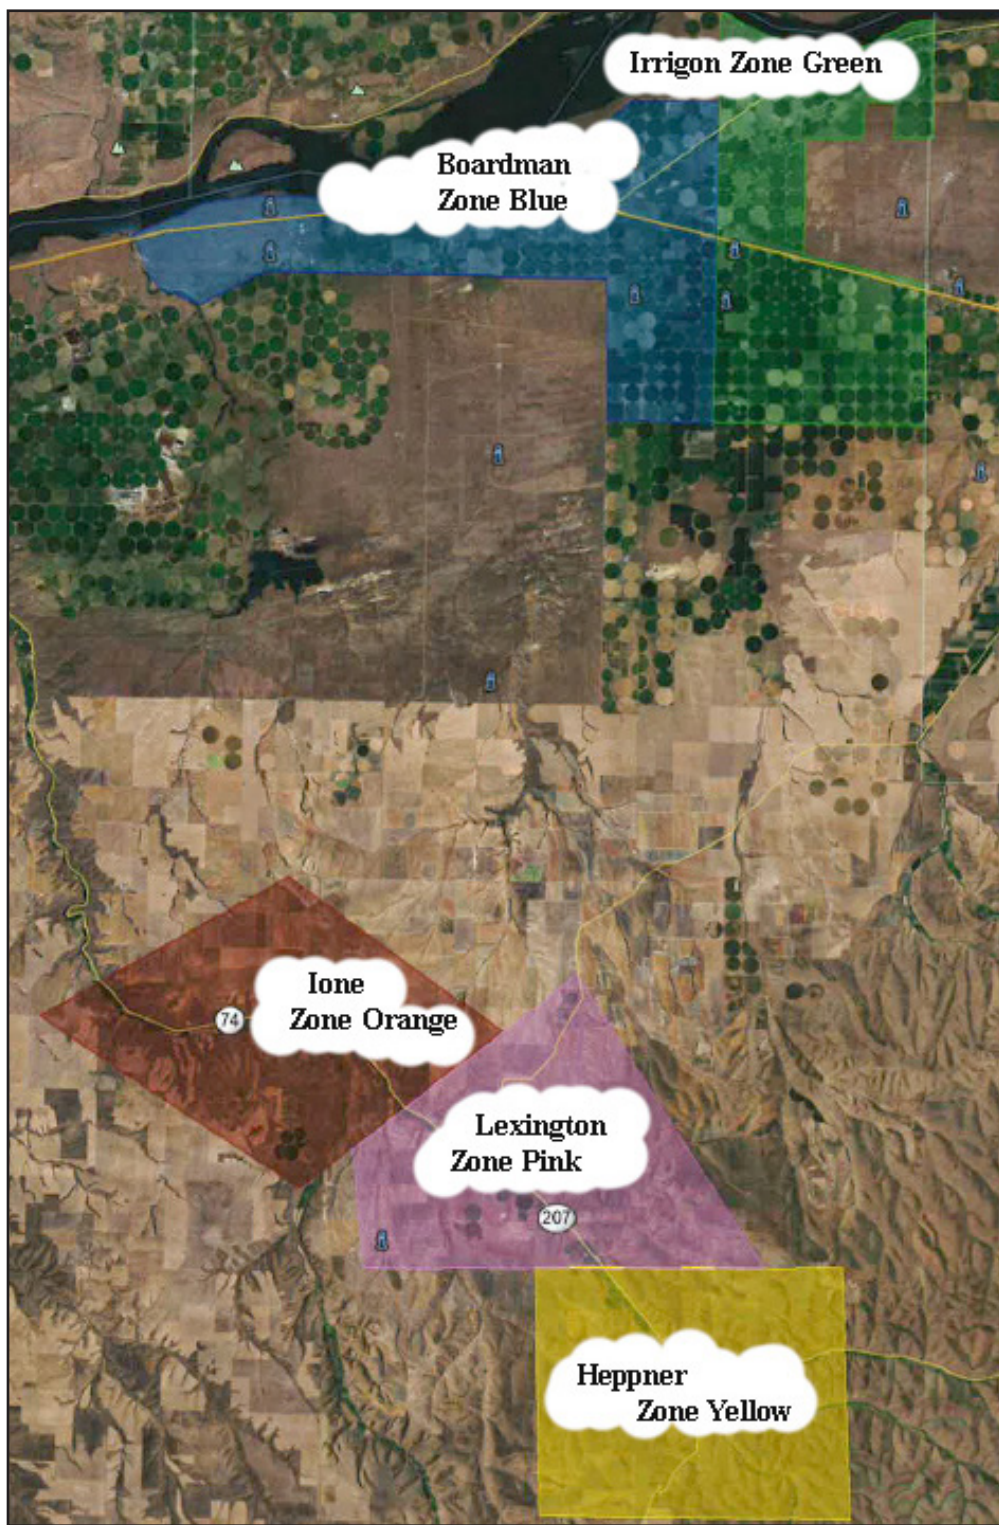 Irrigon Zone Green
Boardman
Zone Blue
Ione
Zone Orange
74
Lexington
Zone Pink
207
Heppner
Zone Yellow